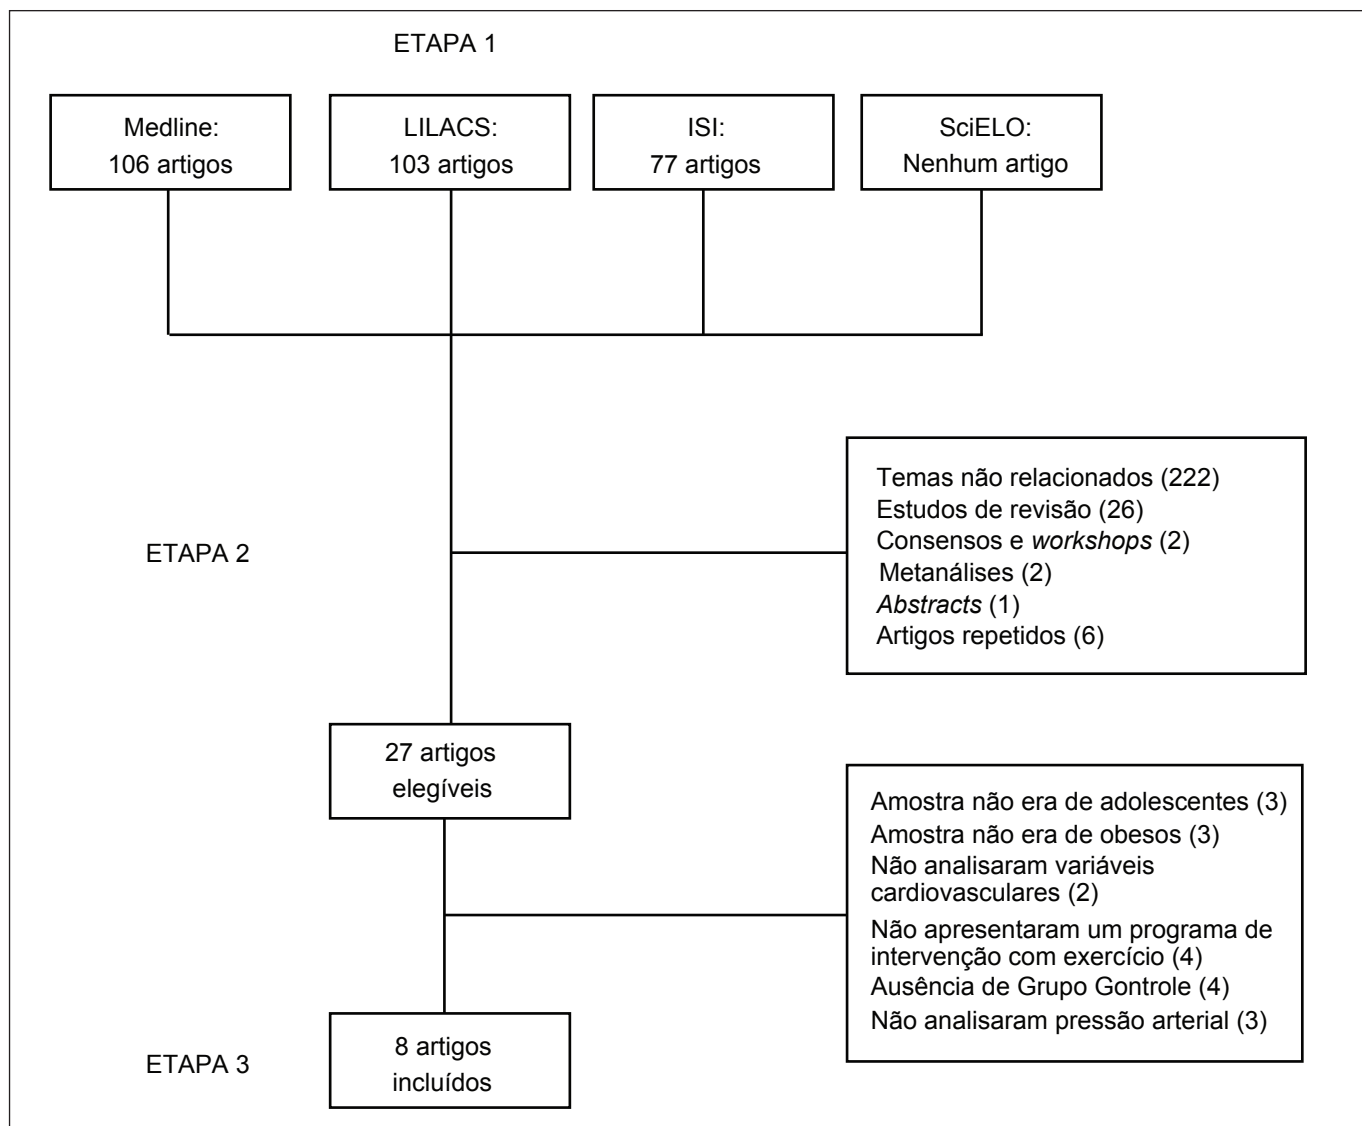 ETAPA 1
Medline:
106 artigos
LILACS:
103 artigos
ISI:
77 artigos
SciELO:
Nenhum artigo
ETAPA 2
Temas não relacionados (222)
Estudos de revisão (26)
Consensos e workshops (2)
Metanálises (2)
Abstracts (1)
Artigos repetidos (6)
27 artigos
elegíveis
Amostra não era de adolescentes (3)
Amostra não era de obesos (3)
Não analisaram variáveis
cardiovasculares (2)
Não apresentaram um programa de
intervenção com exercício (4)
Ausência de Grupo Gontrole (4)
Não analisaram pressão arterial (3)
ETAPA 3
8 artigos
incluídos